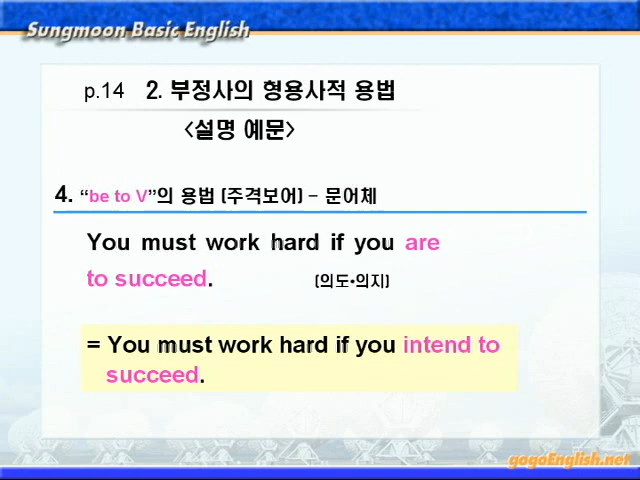 Sungmoon Basic English
p.14 2. 부정사의 형용사적 용법
<설명 예문>
4. “be to V”의 용법 (주격보어) - 문어체
You must work hard if you are
to succeed. (의도•의지)
= You must work hard if you intend to
succeed.
gogoEnglish.net